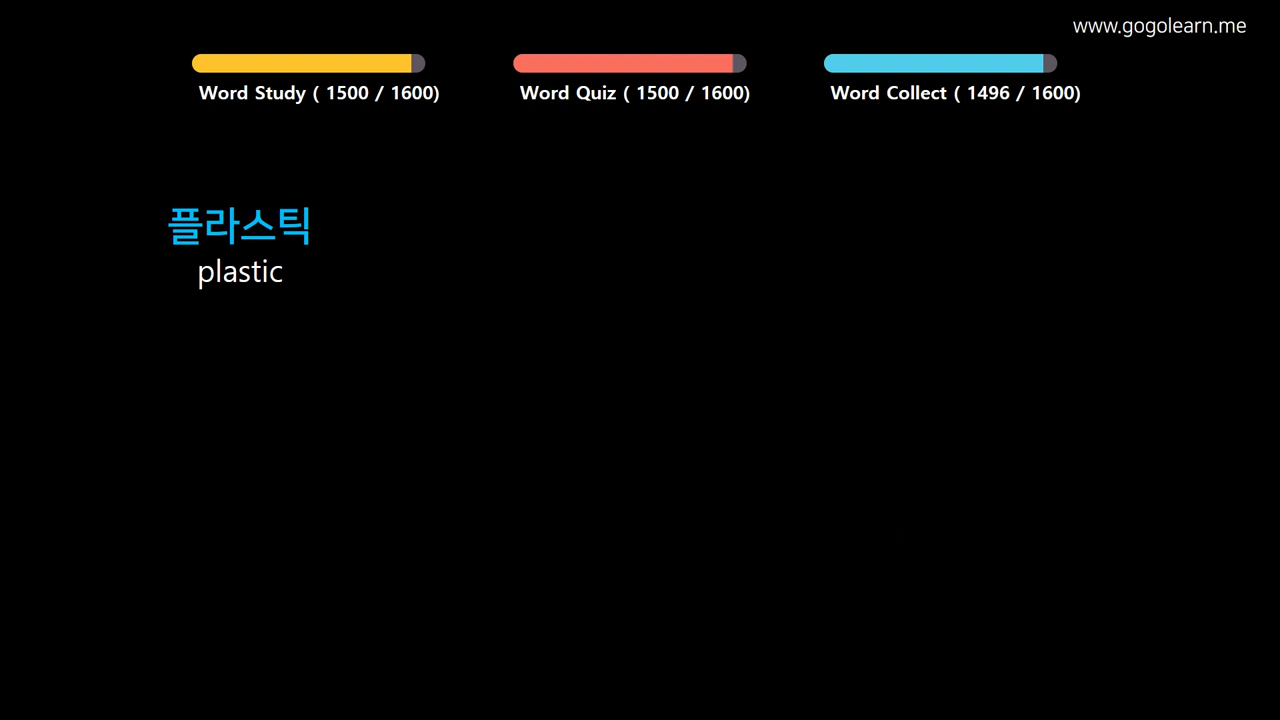 www.gogolearn.me
Word Study ( 1500 / 1600)
Word Quiz ( 1500 / 1600)
Word Collect ( 1496 / 1600)
플라스틱
plastic